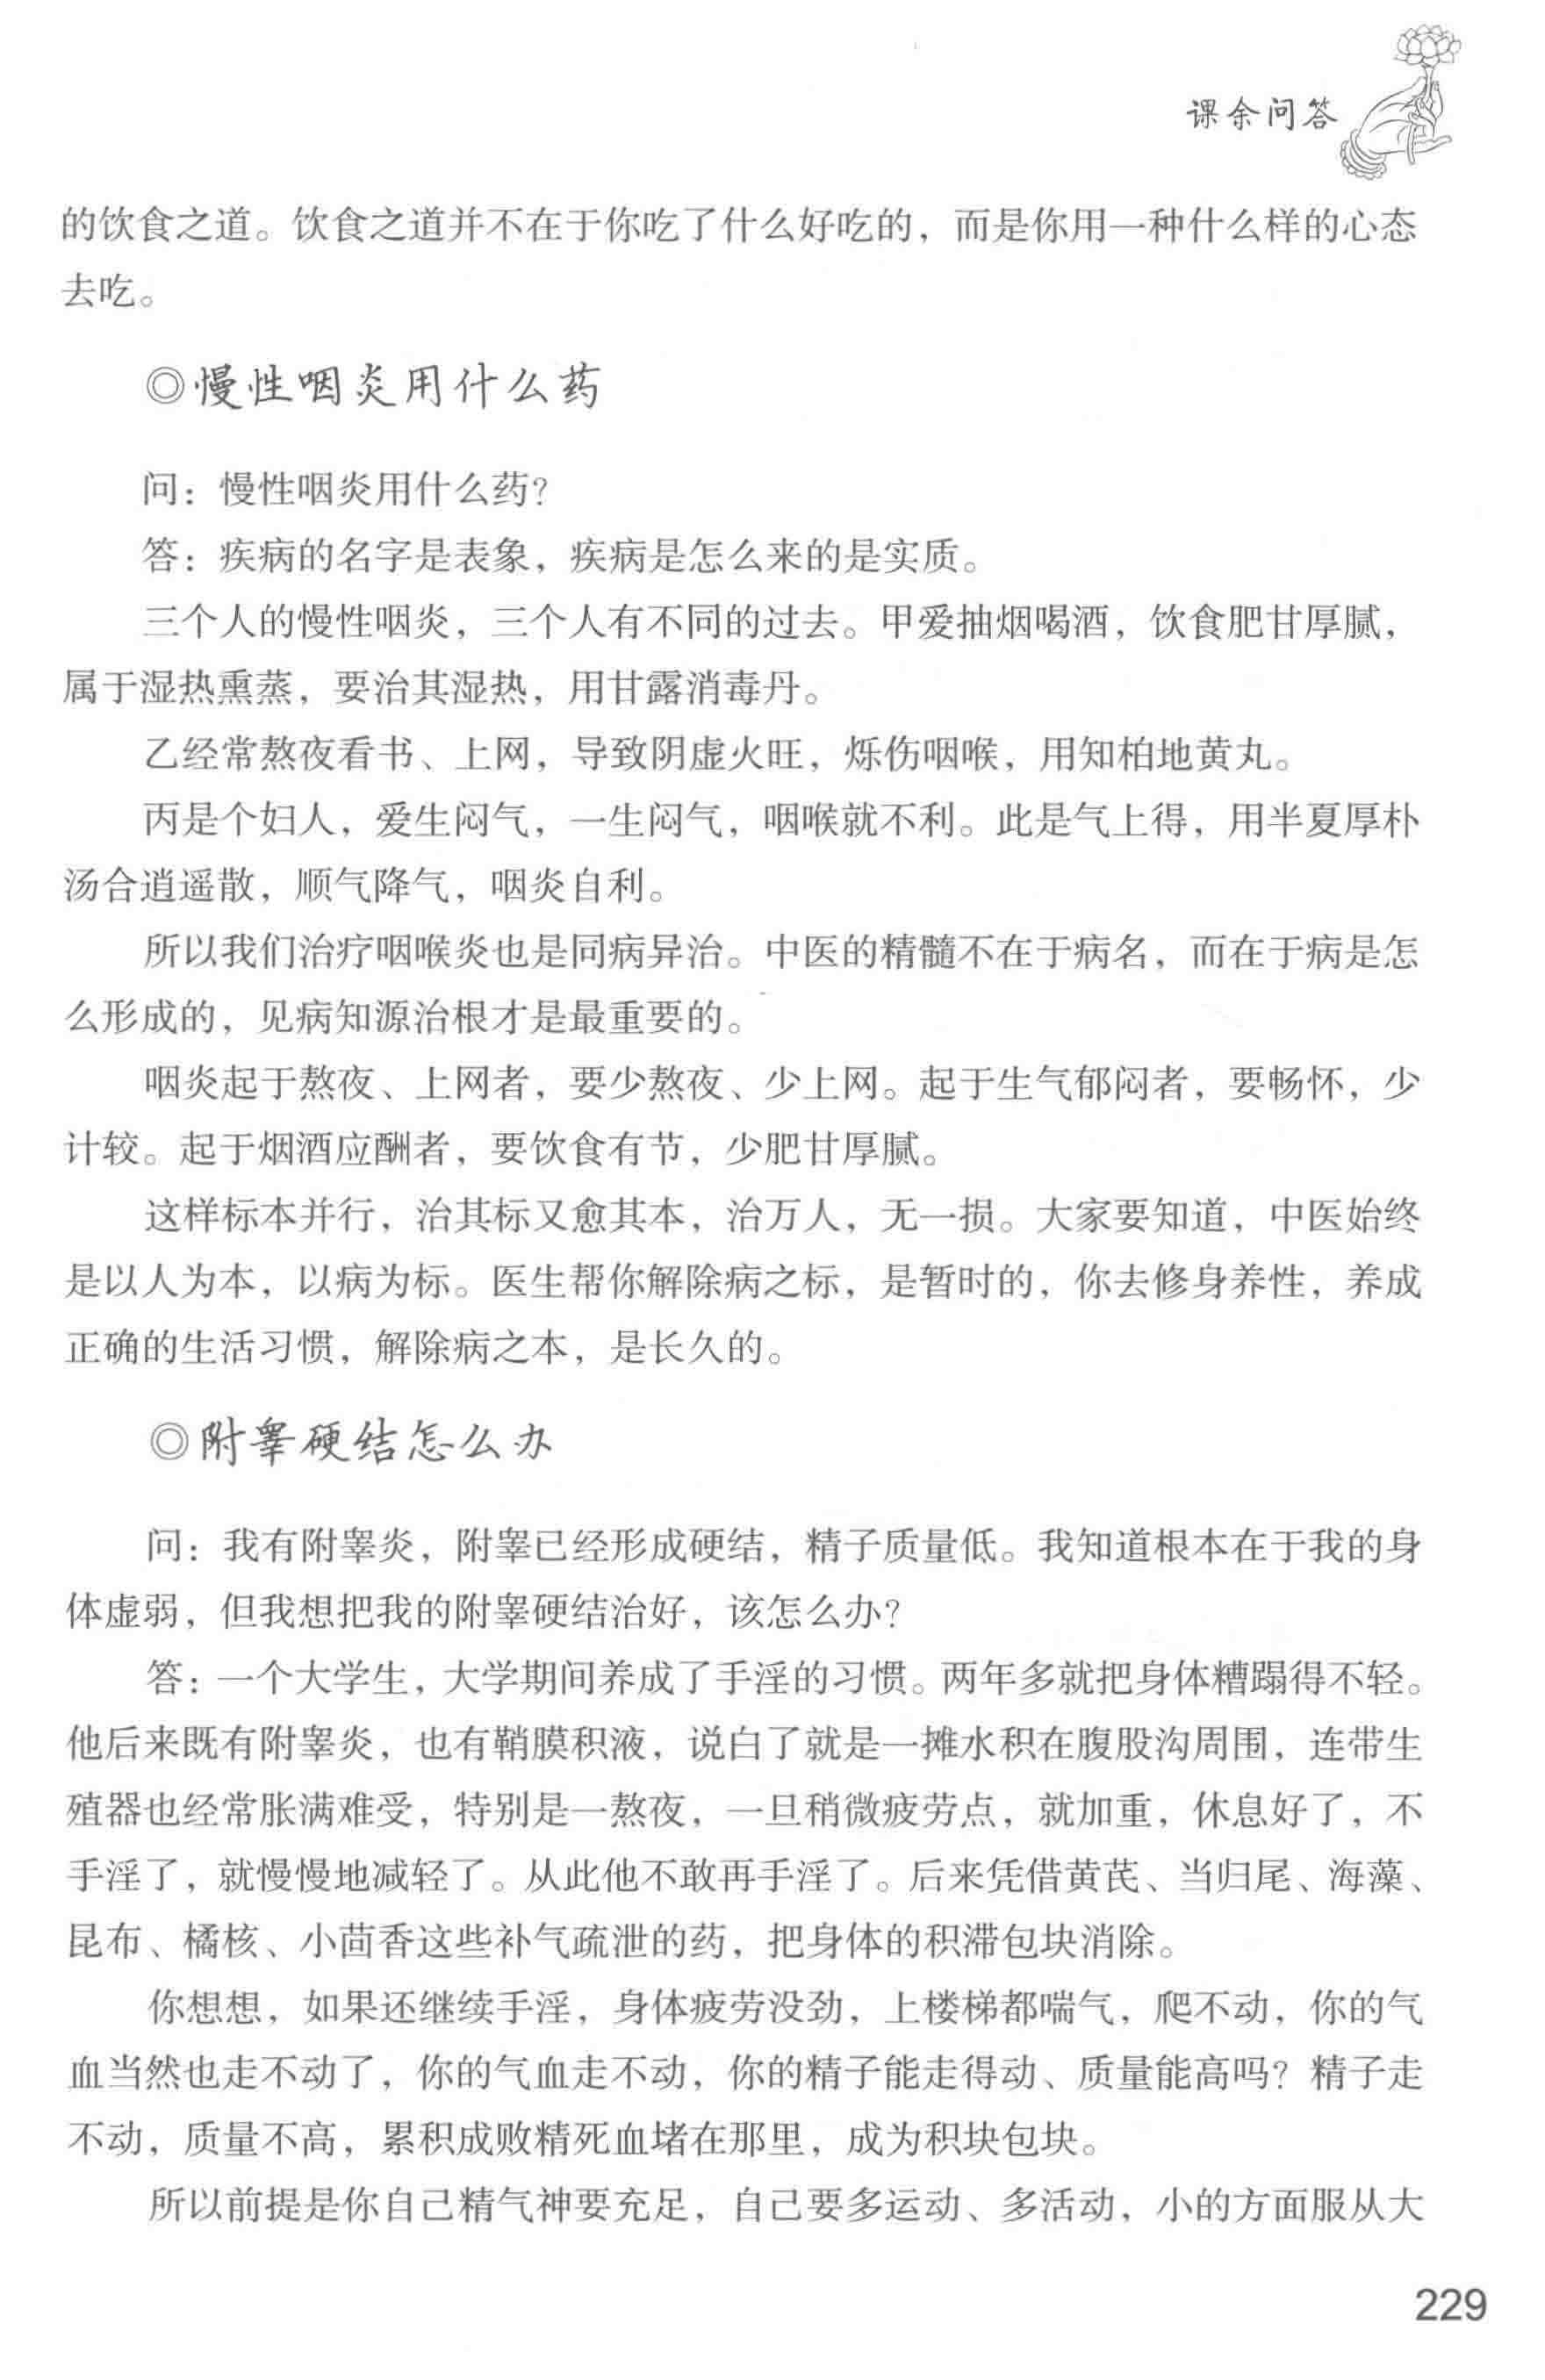 课余问答
的饮食之道。饮食之道并不在于你吃了什么好吃的，而是你用一种什么样的心态
去吃。
◎慢性咽炎用什么药
问：慢性咽炎用什么药？
答：疾病的名字是表象，疾病是怎么来的是实质。
三个人的慢性咽炎，三个人有不同的过去。甲爱抽烟喝酒，饮食肥甘厚腻，
属于湿热熏蒸，要治其湿热，用甘露消毒丹。
乙经常熬夜看书、上网，导致阴虚火旺，烁伤咽喉，用知柏地黄丸。
丙是个妇人，爱生闷气，一生闷气，咽喉就不利。此是气上得，用半夏厚朴
汤合逍遥散，顺气降气，咽炎自利。
所以我们治疗咽喉炎也是同病异治。中医的精髓不在于病名，而在于病是怎
么形成的，见病知源治根才是最重要的。
咽炎起于熬夜、上网者，要少熬夜、少上网。起于生气郁闷者，要畅怀，少
计较。起于烟酒应酬者，要饮食有节，少肥甘厚腻。
这样标本并行，治其标又愈其本，治万人，无一损。大家要知道，中医始终
是以人为本，以病为标。医生帮你解除病之标，是暂时的，你去修身养性，养成
正确的生活习惯，解除病之本，是长久的。
◎附睾硬结怎么办
问：我有附睾炎，附睾已经形成硬结，精子质量低。我知道根本在于我的身
体虚弱，但我想把我的附睾硬结治好，该怎么办？
答：一个大学生，大学期间养成了手淫的习惯。两年多就把身体糟蹋得不轻。
他后来既有附睾炎，也有鞘膜积液，说白了就是一摊水积在腹股沟周围，连带生
殖器也经常胀满难受，特别是一熬夜，一旦稍微疲劳点，就加重，休息好了，不
手淫了，就慢慢地减轻了。从此他不敢再手淫了。后来凭借黄芪、当归尾、海藻、
昆布、橘核、小茴香这些补气疏泄的药，把身体的积滞包块消除。
你想想，如果还继续手淫，身体疲劳没劲，上楼梯都喘气，爬不动，你的气
血当然也走不动了，你的气血走不动，你的精子能走得动、质量能高吗？精子走
不动，质量不高，累积成败精死血堵在那里，成为积块包块。
所以前提是你自己精气神要充足，自己要多运动、多活动，小的方面服从大
229